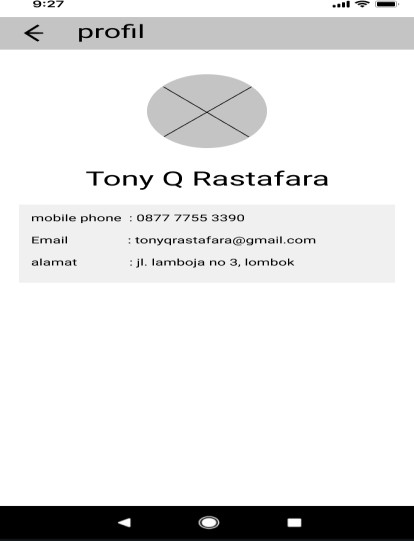 9:27
profil
Tony Q Rastafara
mobile phone : 0877 7755 3390
Email : tonyqrastafara@gmail.com
alamat : jl. lamboja no 3, lombok